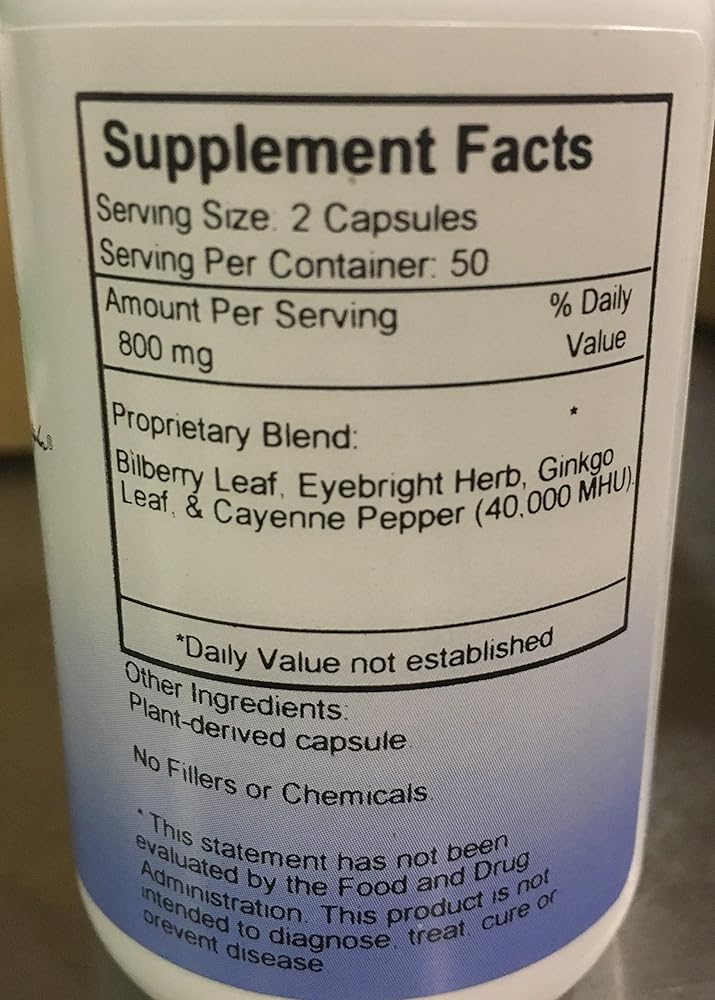 Supplement Facts
Serving Size: 2 Capsules
Serving Per Container: 50
Amount Per Serving
% Daily
800 mg
Value
Proprietary Blend:
*
Bilberry Leaf, Eyebright Herb, Ginkgo
Leaf, & Cayenne Pepper (40,000 MHU).
*Daily Value not established
Other Ingredients:
Plant-derived capsule
No Fillers or Chemicals.
* This statement has not been
evaluated by the Food and Drug
Administration. This product is not
intended to diagnose, treat, cure or
prevent disease